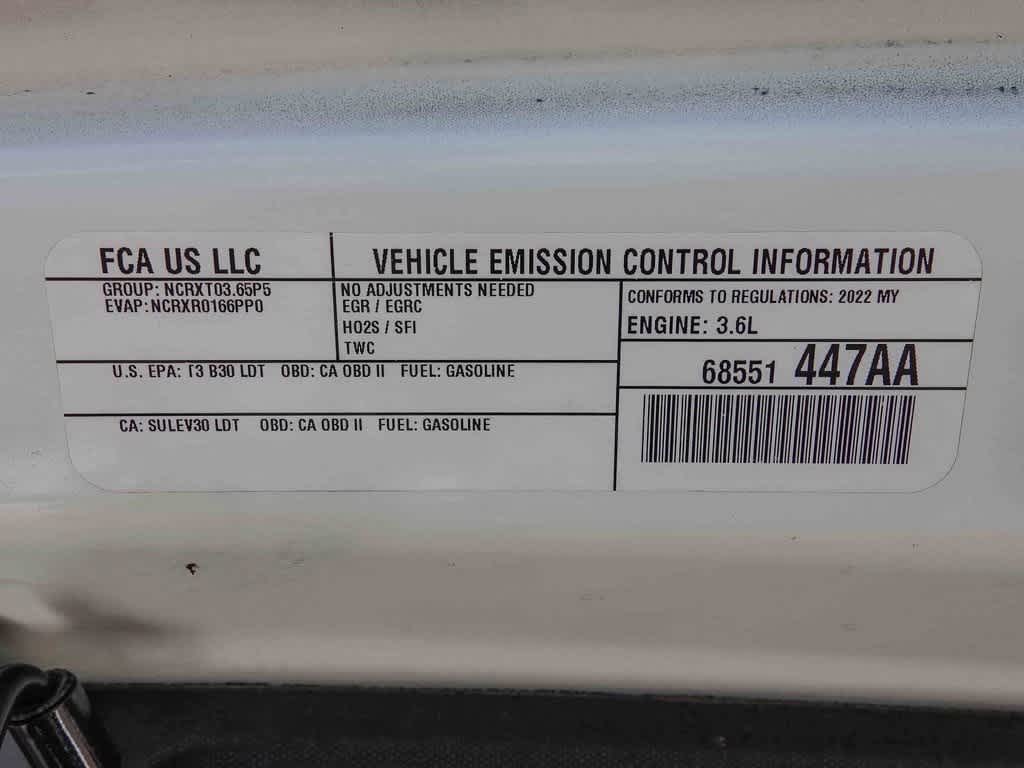 FCA US LLC
VEHICLE EMISSION CONTROL INFORMATION
GROUP: NCRXT03.65P5
EVAP: NCRXR0166PP0
NO ADJUSTMENTS NEEDED
EGR / EGRC
HO2S / SFI
TWC
CONFORMS TO REGULATIONS: 2022 MY
ENGINE: 3.6L
68551 447AA
U.S. EPA: T3 B30 LDT OBD: CA OBD II FUEL: GASOLINE
CA: SULEV30 LDT OBD: CA OBD II FUEL: GASOLINE